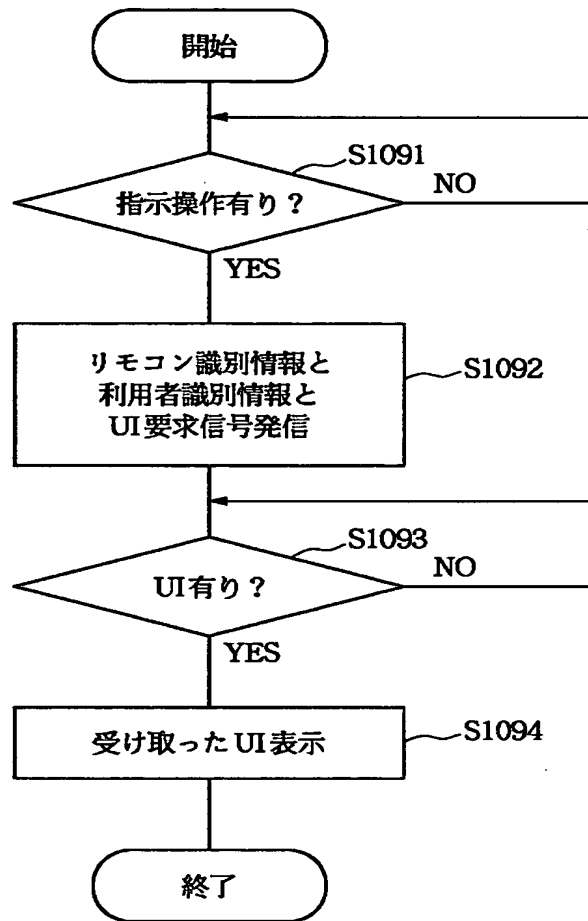 開始
S1091
指示操作有り？
NO
YES
リモコン識別情報と
利用者識別情報と
UI要求信号発信
S1092
S1093
UI有り？
NO
YES
受け取ったUI表示
S1094
終了